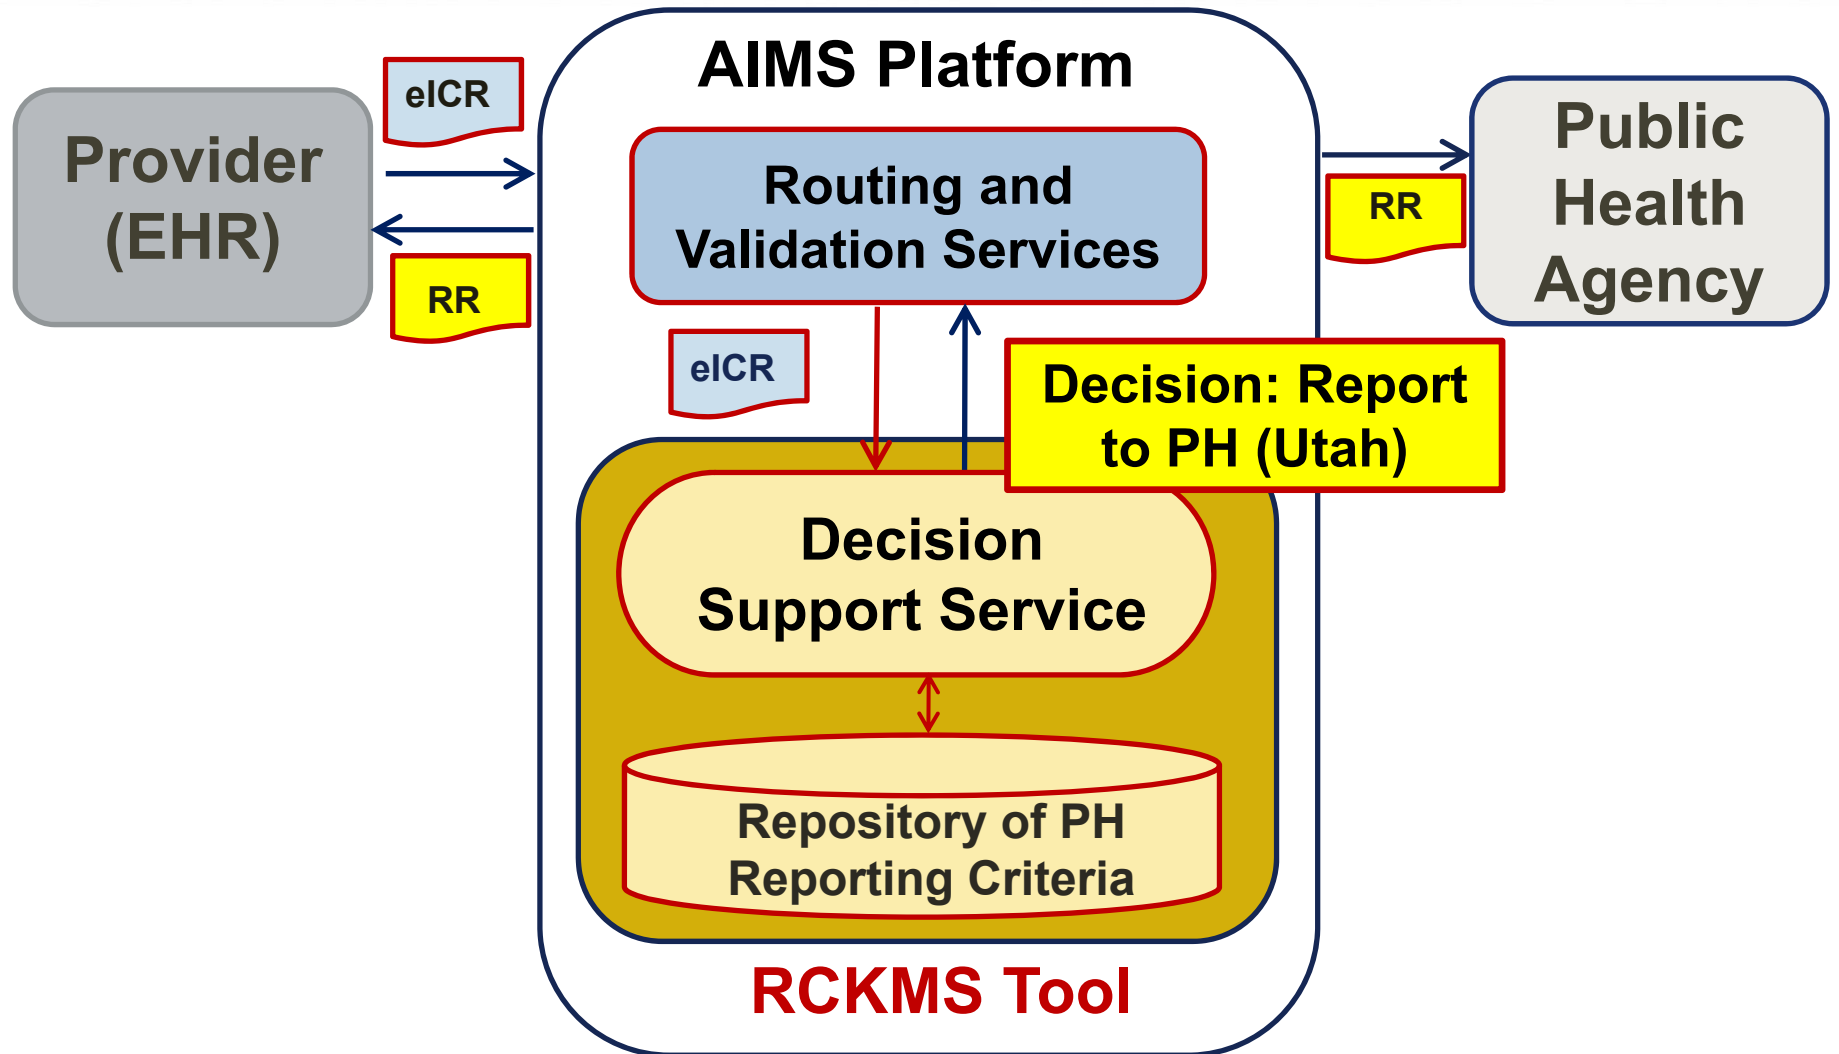 AIMS Platform
eICR
Provider
(EHR)
RR
Routing and
Validation Services
RR
Public
Health
Agency
eICR
Decision: Report
to PH (Utah)
Decision
Support Service
Repository of PH
Reporting Criteria
RCKMS Tool